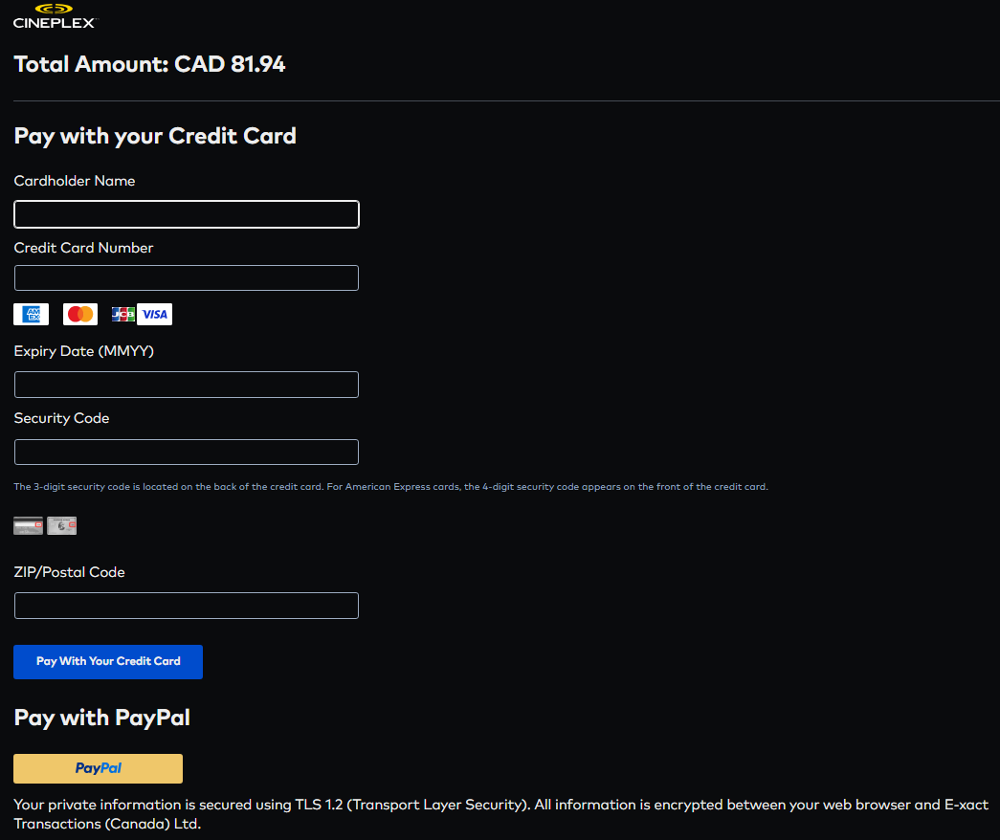 CINEPLEX
Total Amount: CAD 81.94
Pay with your Credit Card
Cardholder Name
Credit Card Number
AM EX JCB VISA
Expiry Date (MMYY)
Security Code
The 3-digit security code is located on the back of the credit card. For American Express cards, the 4-digit security code appears on the front of the credit card.
ZIP/Postal Code
Pay With Your Credit Card
Pay with PayPal
PayPal
Your private information is secured using TLS 1.2 (Transport Layer Security). All information is encrypted between your web browser and E-xact
Transactions (Canada) Ltd.